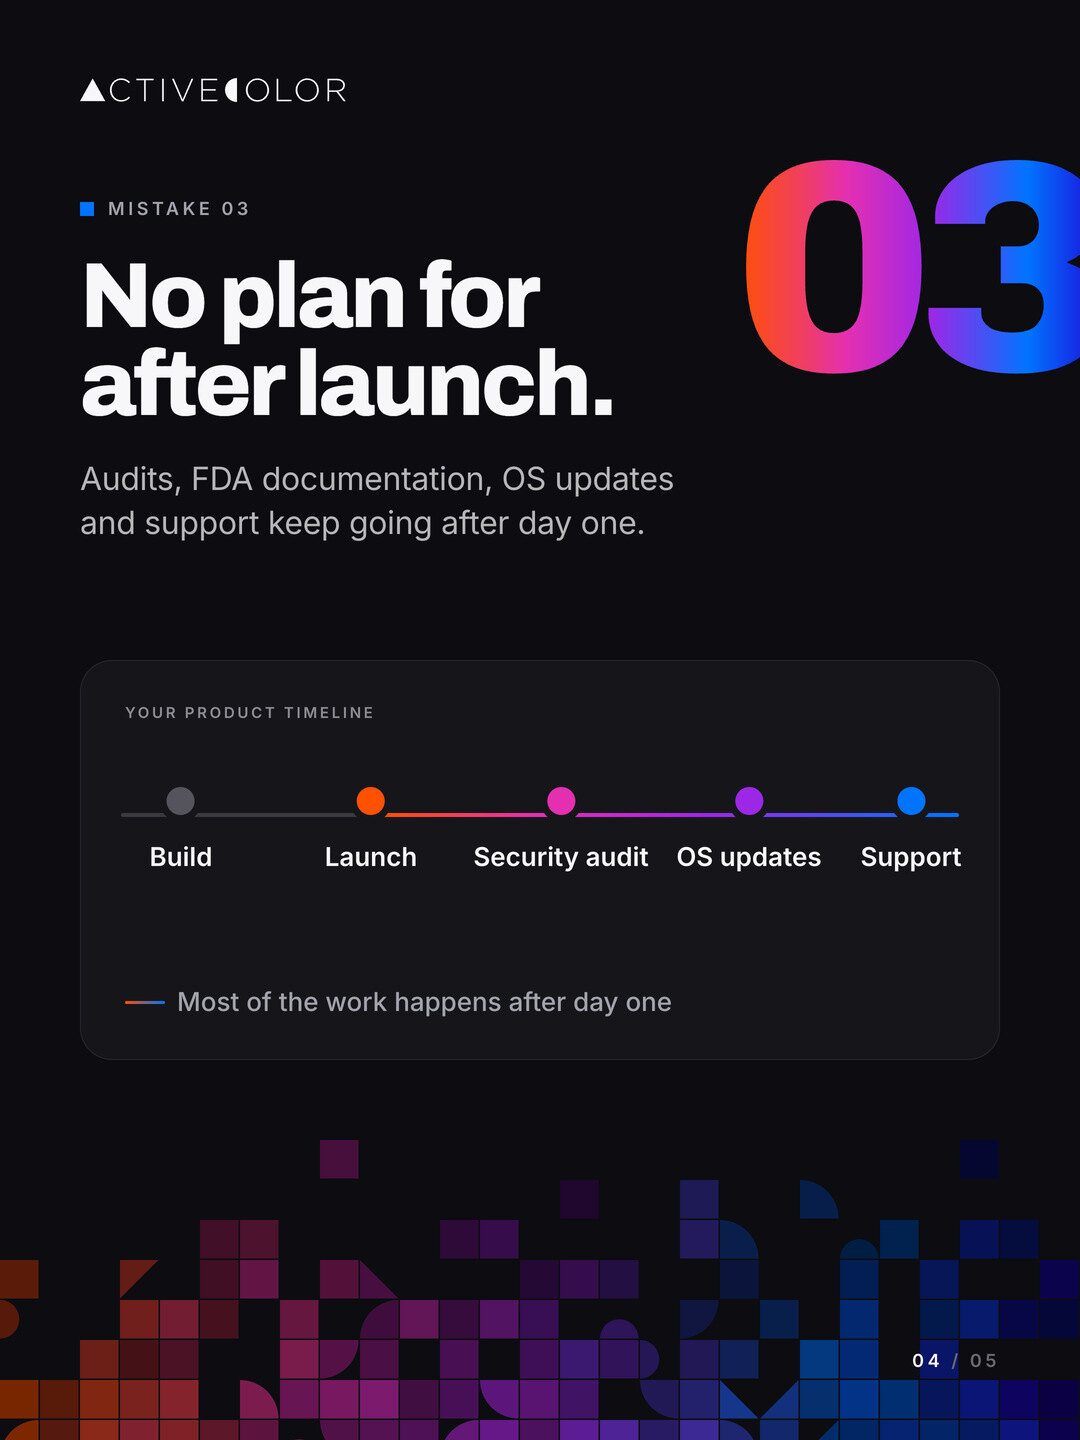 ACTIVECOLOR
MISTAKE 03
03
No plan for
after launch.
Audits, FDA documentation, OS updates
and support keep going after day one.
YOUR PRODUCT TIMELINE
Build
Launch
Security audit
OS updates
Support
Most of the work happens after day one
04 / 05